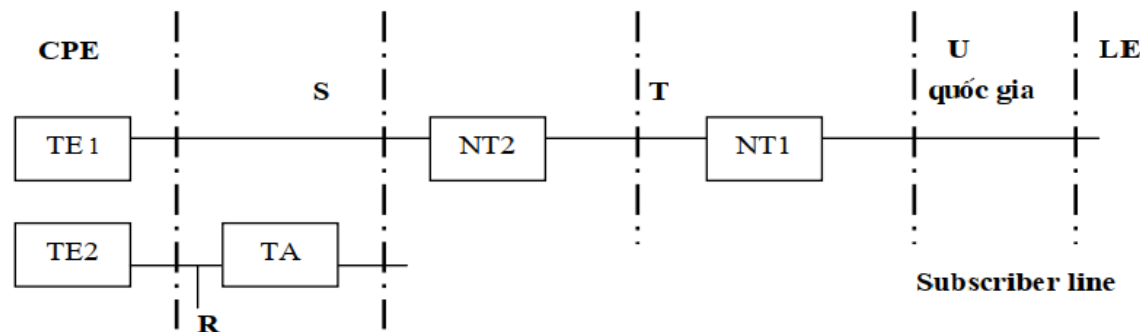 CPE
U
LE
S
T
quốc gia
TE1
NT2
NT1
TE2
TA
Subscriber line
R